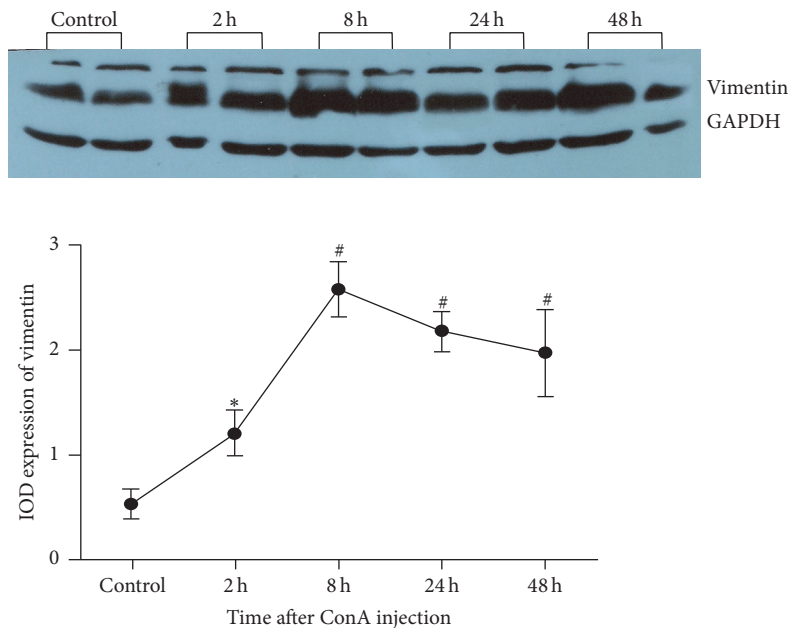 Control 2 h 8 h 24 h 48 h
Vimentin
GAPDH
3
#
#
#
2
*
1
0
IOD expression of vimentin
Control 2 h 8 h 24 h 48 h
Time after ConA injection